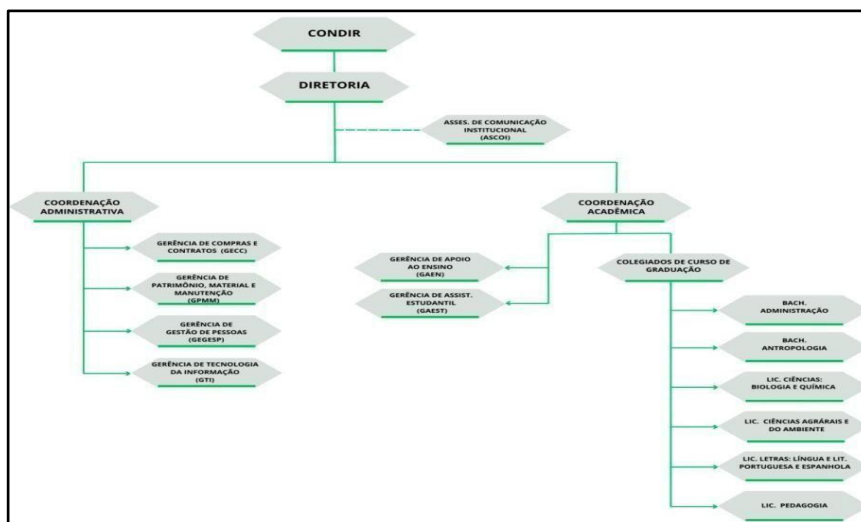 CONDIR
DIRETORIA
ASSES. DE COMUNICAÇÃO
INSTITUCIONAL
(ASCOI)
COORDENAÇÃO
ADMINISTRATIVA
GERÊNCIA DE COMPRAS E
CONTRATOS (GECC)
GERÊNCIA DE
PATRIMÔNIO, MATERIAL E
MANUTENÇÃO
(GPMM)
GERÊNCIA DE
GESTÃO DE PESSOAS
(GEGESP)
GERÊNCIA DE TECNOLOGIA
DA INFORMAÇÃO
(GTI)
COORDENAÇÃO
ACADÊMICA
GERÊNCIA DE APOIO
AO ENSINO
(GAEN)
GERÊNCIA DE ASSIST.
ESTUDANTIL
(GAEST)
COLEGIADOS DE CURSO DE
GRADUAÇÃO
BACH.
ADMINISTRAÇÃO
BACH.
ANTROPOLOGIA
LIC. CIÊNCIAS:
BIOLOGIA E QUÍMICA
LIC. CIÊNCIAS AGRÁRAIS E
DO AMBIENTE
LIC. LETRAS: LÍNGUA E LIT.
PORTUGUESA E ESPANHOLA
LIC. PEDAGOGIA